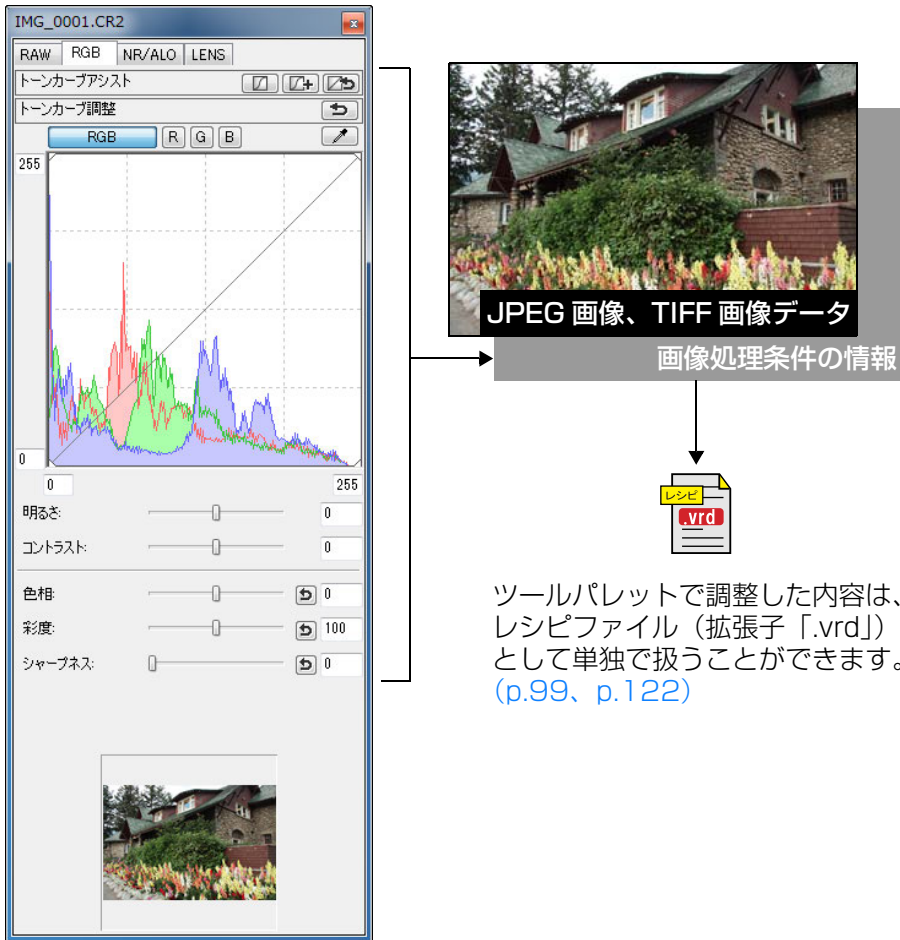 IMG_0001.CR2
RAW RGB NR/ALO LENS
トーンカーブアシスト
トーンカーブ調整
RGB R G B
255
0
0 255
明るさ: 0
コントラスト: 0
色相: 0
彩度: 100
シャープネス: 0
JPEG 画像、TIFF 画像データ
画像処理条件の情報
レシピ
.vrd
ツールパレットで調整した内容は、
レシピファイル（拡張子「.vrd」）
として単独で扱うことができます。
（p.99、p.122）